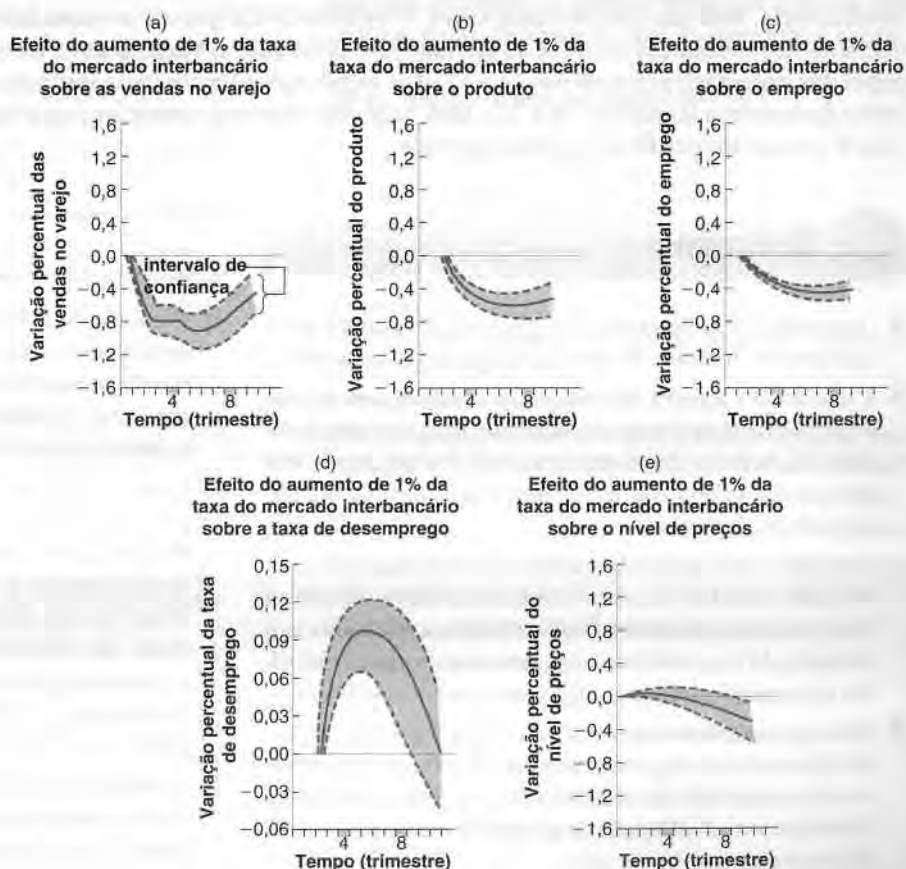 (a)
Efeito do aumento de 1% da taxa
do mercado interbancário
sobre as vendas no varejo
Variação percentual das
vendas no varejo
1,6
1,2
0,8
0,4
0,0
−0,4
−0,8
−1,2
−1.6
intervalo de
confiança
4
8
Tempo (trimestre)
(b)
Efeito do aumento de 1% da
taxa do mercado interbancário
sobre o produto
Variação percentual do produto
1,6
1,2
0,8
0,4
0,0
−0,4
−0,8
−1,2
−1.6
4
8
Tempo (trimestre)
(c)
Efeito do aumento de 1% da
taxa do mercado interbancário
sobre o emprego
Variação percentual do emprego
1,6
1,2
0,8
0,4
0,0
−0,4
−0,8
−1,2
−1.6
4
8
Tempo (trimestre)
(d)
Efeito do aumento de 1% da
taxa do mercado interbancário
sobre a taxa de desemprego
Variação percentual da taxa
de desemprego
0,15
0,12
0,09
0,06
0,03
0,00
−0,03
−0,06
4
8
Tempo (trimestre)
(e)
Efeito do aumento de 1% da
taxa do mercado interbancário
sobre o nível de preços
Variação percentual do
nível de preços
1,6
1,2
0,8
0,4
0,0
−0,4
−0,8
−1.2
−1.6
4
8
Tempo (trimestre)